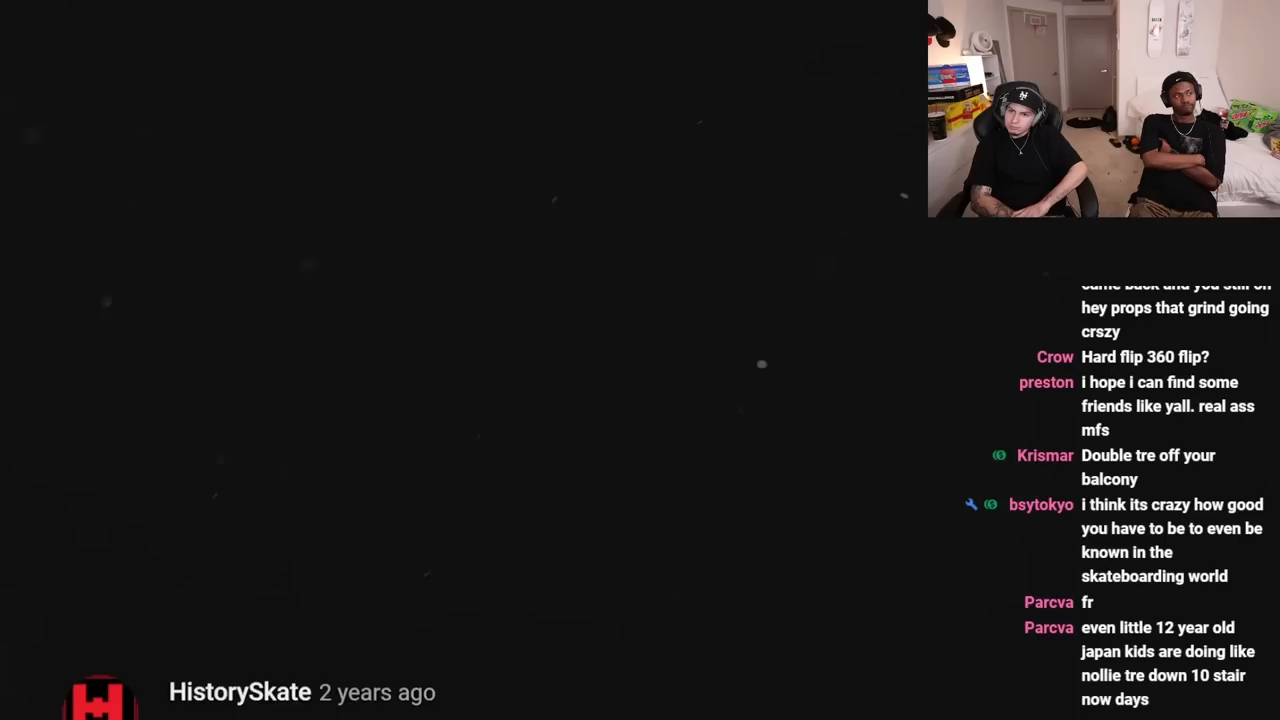 hey props that grind going
crszy
Crow Hard flip 360 flip?
preston i hope i can find some
friends like yall. real ass
mfs
Krismar Double tre off your
balcony
bsytokyo i think its crazy how good
you have to be to even be
known in the
skateboarding world
Parcva fr
Parcva even little 12 year old
japan kids are doing like
nollie tre down 10 stair
now days
HistorySkate 2 years ago